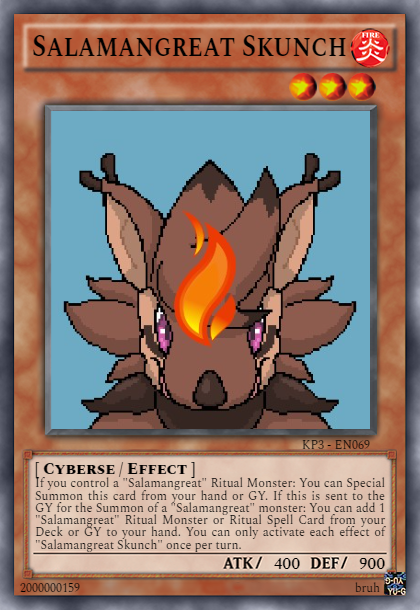 SALAMANGREAT SKUNCH
FIRE
炎
KP3 - EN069
[ CYBERSE / EFFECT ]
If you control a "Salamangreat" Ritual Monster: You can Special
Summon this card from your hand or GY. If this is sent to the
GY for the Summon of a "Salamangreat" monster: You can add 1
"Salamangreat" Ritual Monster or Ritual Spell Card from your
Deck or GY to your hand. You can only activate each effect of
"Salamangreat Skunch" once per turn.
ATK/ 400 DEF/ 900
2000000159
bruh